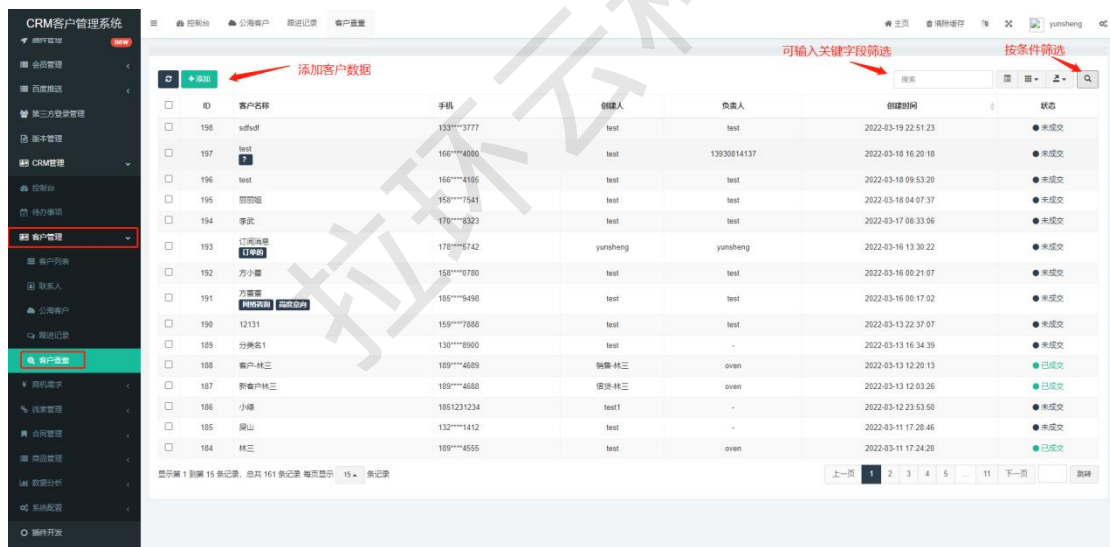 CRM客户管理系统
控制台 公海客户 跟进记录 客户查重
主页 清除缓存 yunsheng
插件管理 new
会员管理
百度推送
第三方登录管理
版本管理
CRM管理
控制台
待办事项
客户管理
客户列表
联系人
公海客户
跟进记录
客户查重
商机需求
线索管理
合同管理
商品管理
数据分析
系统配置
插件开发
可输入关键字段筛选 按条件筛选
+添加 添加客户数据 搜索
ID 客户名称 手机 创建人 负责人 创建时间 状态
198 sdfsdf 133****3777 test test 2022-03-19 22:51:23 未成交
197 test 166****4000 test 13930814137 2022-03-18 16:20:18 未成交
?
196 test 166****4105 test test 2022-03-18 09:53:20 未成交
195 丽丽姐 158****7541 test test 2022-03-18 04:07:37 未成交
194 李武 170****8323 test test 2022-03-17 08:33:06 未成交
193 订阅消息 178****5742 yunsheng yunsheng 2022-03-16 13:30:22 未成交
订单的
192 方小董 158****0780 test test 2022-03-16 00:21:07 未成交
191 方董董 185****9498 test test 2022-03-16 00:17:02 未成交
网络咨询 高度意向
190 12131 159****7888 test test 2022-03-13 22:37:07 未成交
189 分类名1 130****8900 test - 2022-03-13 16:34:39 未成交
188 客户-林三 189****4689 销售-林三 oven 2022-03-13 12:20:13 已成交
187 新客户林三 189****4688 信贷-林三 oven 2022-03-13 12:03:26 已成交
186 小绿 1851231234 test1 - 2022-03-12 23:53:50 未成交
185 梁山 132****1412 test - 2022-03-11 17:28:46 未成交
184 林三 189****4555 test oven 2022-03-11 17:24:20 已成交
显示第 1 到第 15 条记录，总共 161 条记录 每页显示 15 条记录
上一页 1 2 3 4 5 ... 11 下一页 跳转